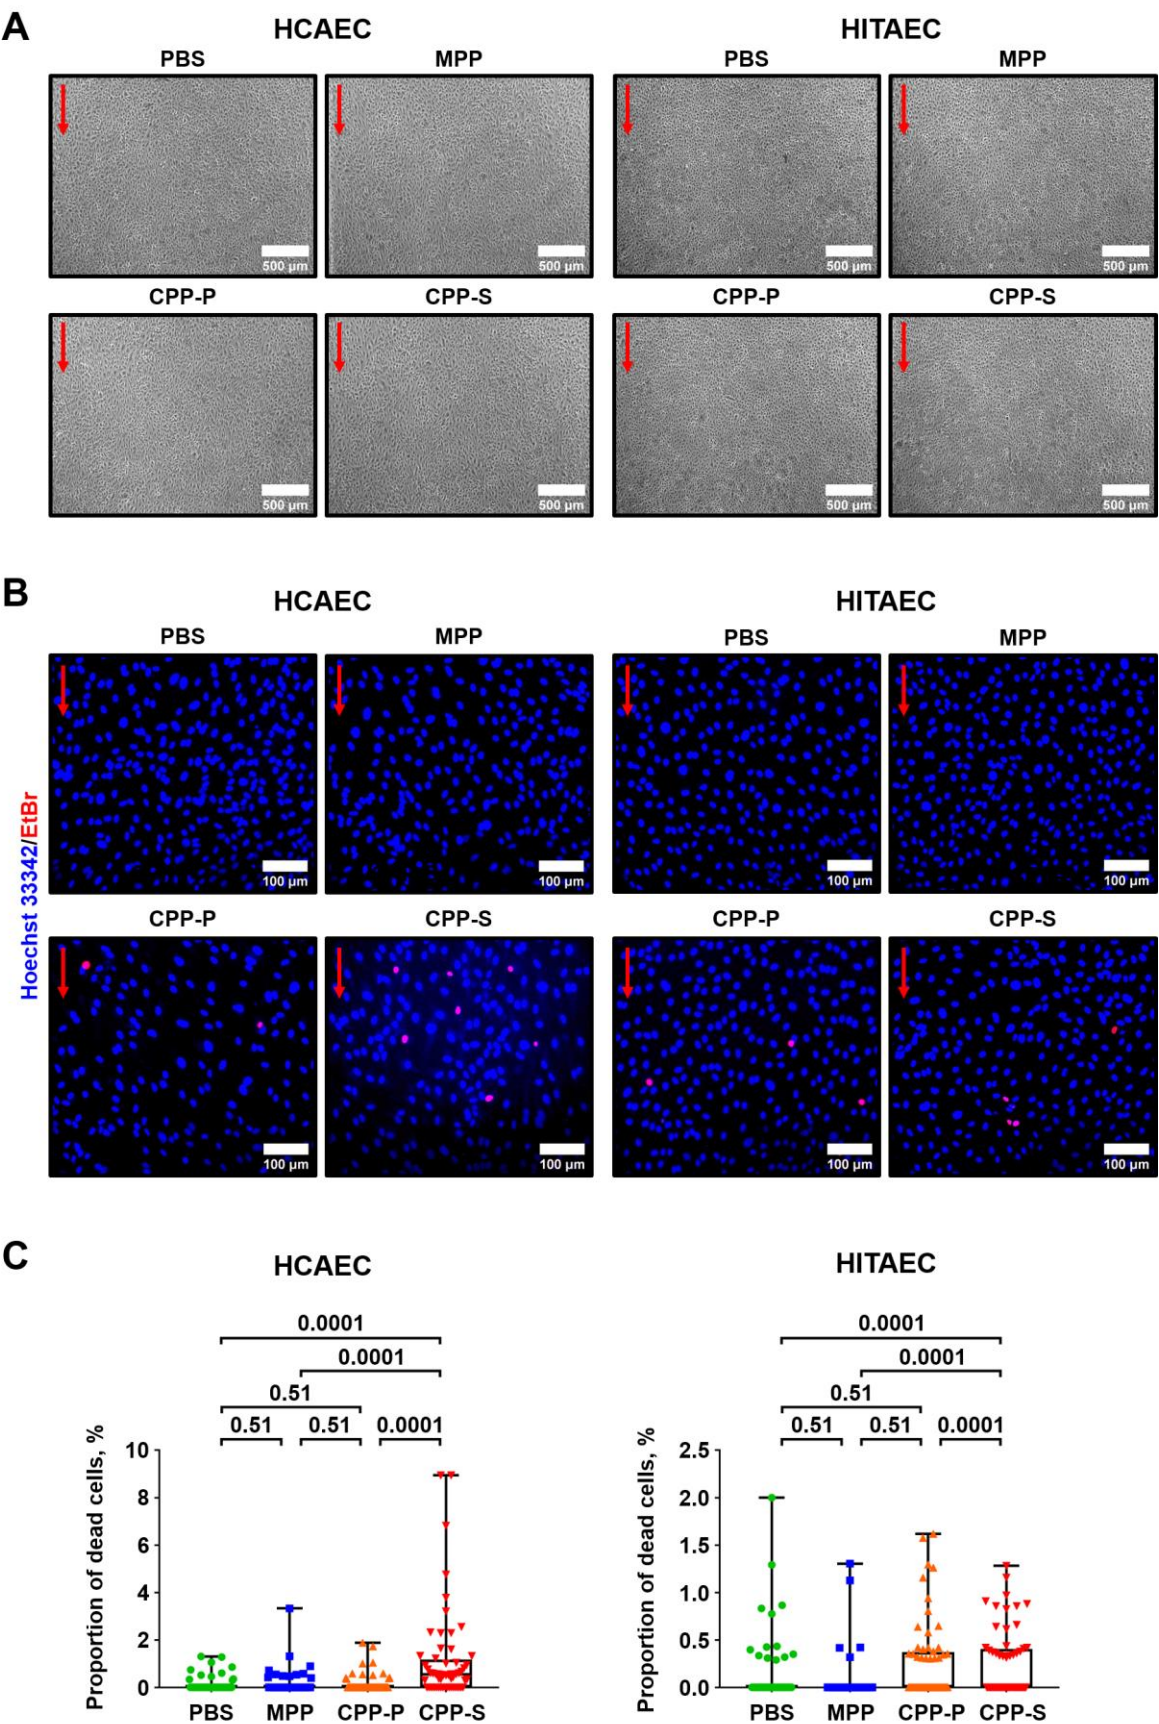 A
HCAEC
HITAEC
PBS
MPP
PBS
MPP
500 µm
500 µm
500 µm
500 µm
CPP-P
CPP-S
CPP-P
CPP-S
500 µm
500 µm
500 µm
500 µm
B
HCAEC
HITAEC
Hoechst 33342/EtBr
PBS
MPP
PBS
MPP
100 µm
100 µm
100 µm
100 µm
CPP-P
CPP-S
CPP-P
CPP-S
100 µm
100 µm
100 µm
100 µm
C
HCAEC
0.0001
0.0001
0.51
0.51
0.51
0.0001
Proportion of dead cells, %
10
8
6
4
2
0
PBS
MPP
CPP-P
CPP-S
HITAEC
0.0001
0.0001
0.51
0.51
0.51
0.0001
Proportion of dead cells, %
2.5
2.0
1.5
1.0
0.5
0.0
PBS
MPP
CPP-P
CPP-S